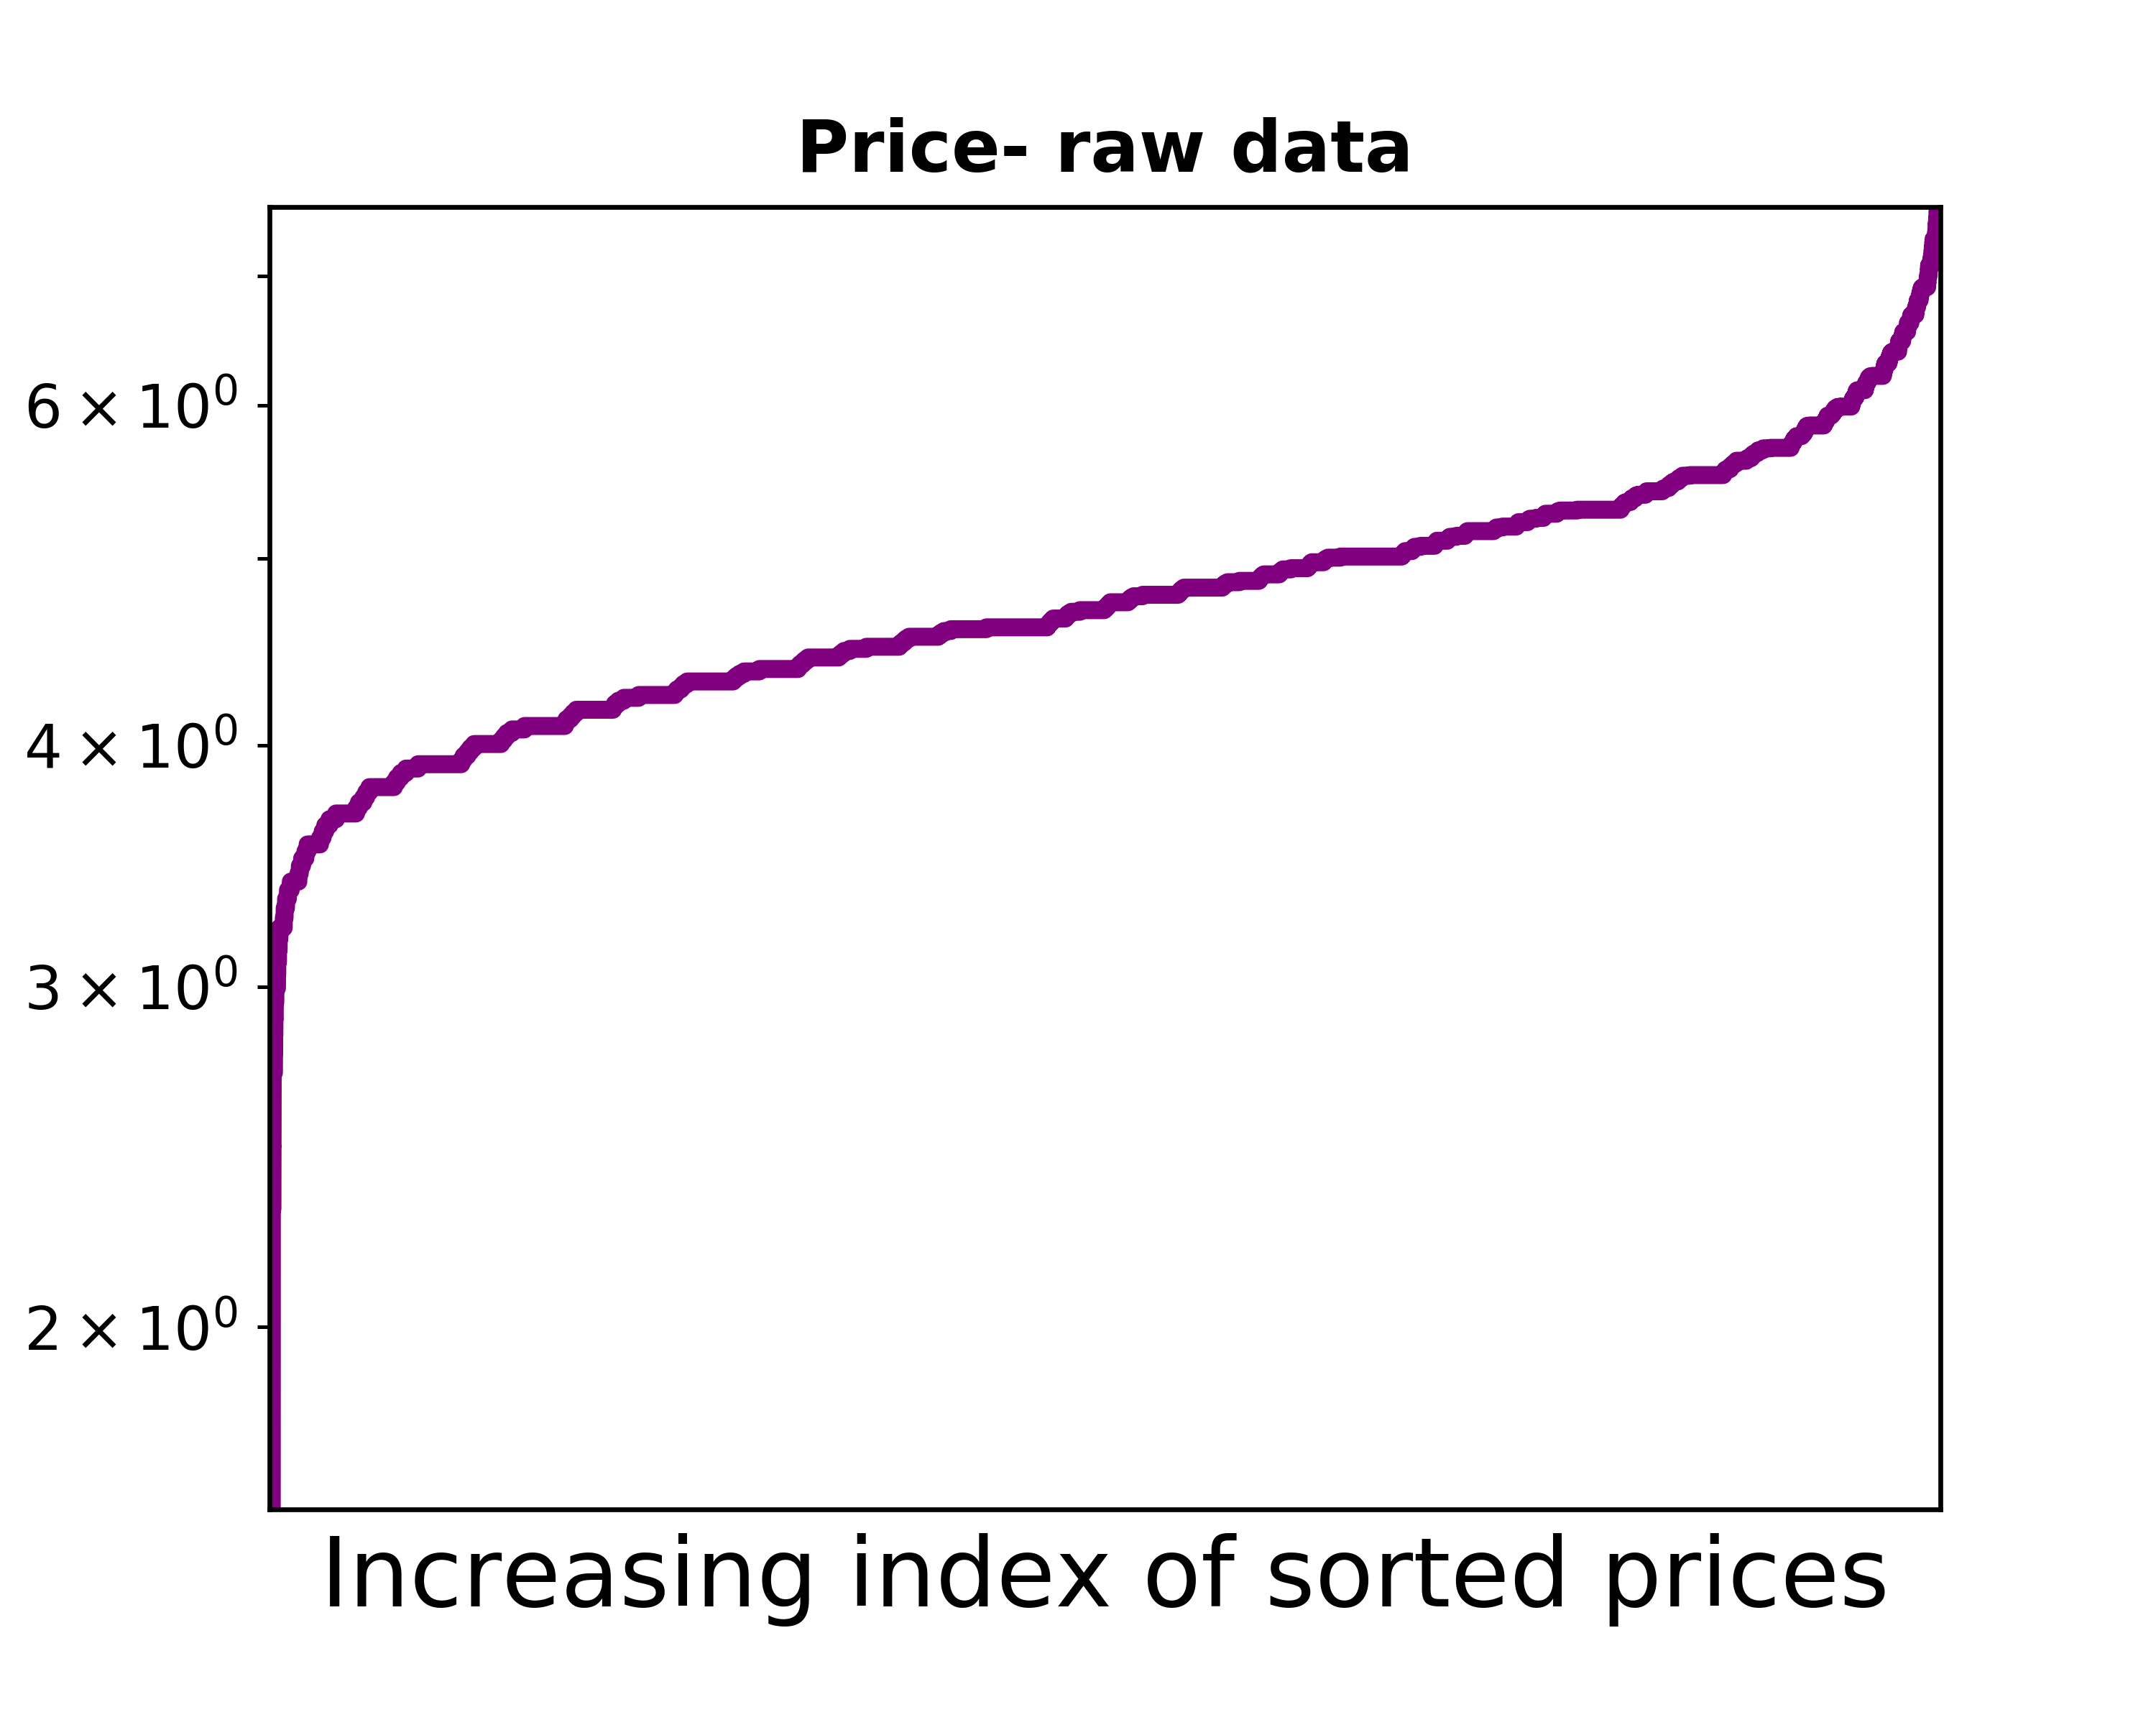 Price- raw data
6 × 10⁰
4 × 10⁰
3 × 10⁰
2 × 10⁰
Increasing index of sorted prices